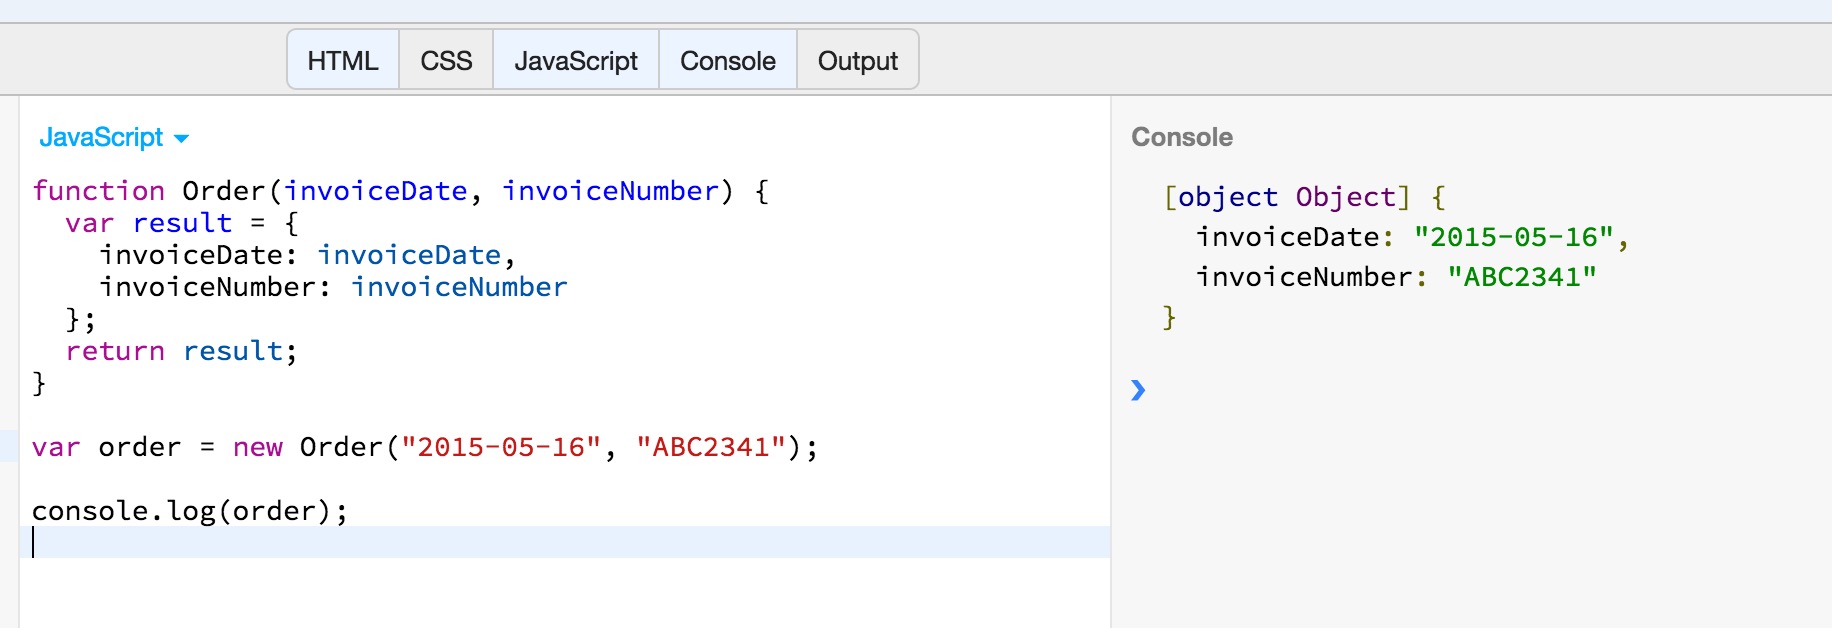 HTML CSS JavaScript Console Output
JavaScript
function Order(invoiceDate, invoiceNumber) {
  var result = {
    invoiceDate: invoiceDate,
    invoiceNumber: invoiceNumber
  };
  return result;
}
var order = new Order("2015-05-16", "ABC2341");
console.log(order);
Console
[object Object] {
  invoiceDate: "2015-05-16",
  invoiceNumber: "ABC2341"
}
❯